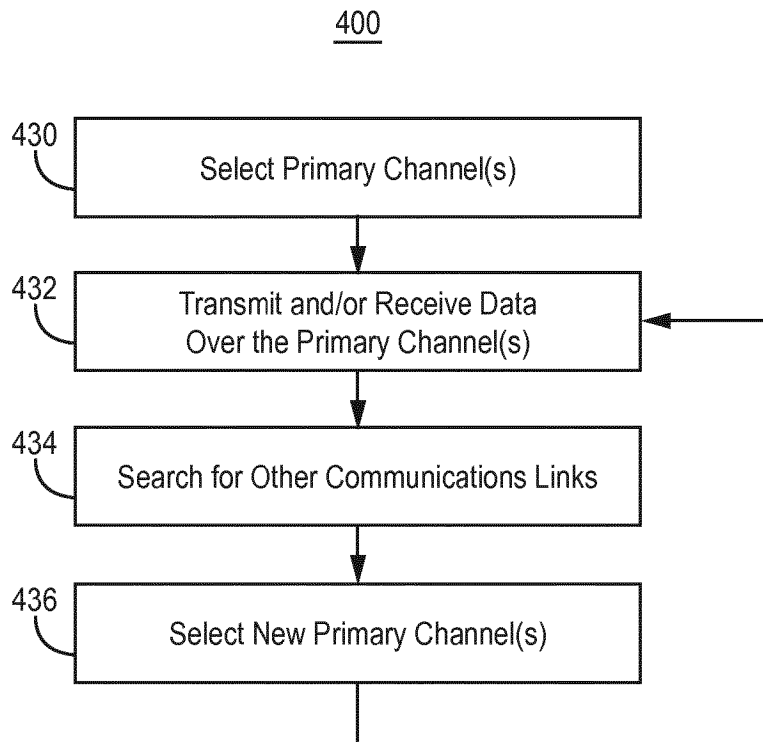 400
430
Select Primary Channel(s)
432
Transmit and/or Receive Data
Over the Primary Channel(s)
434
Search for Other Communications Links
436
Select New Primary Channel(s)